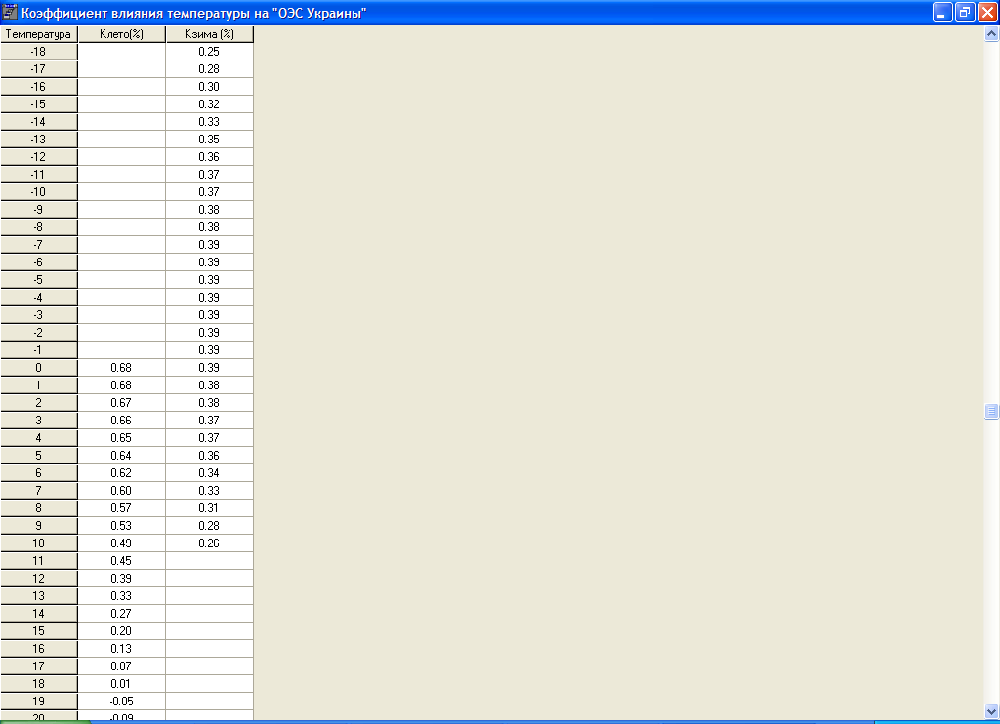 Коэффициент влияния температуры на "ОЭС Украины"
Температура Клето(%) Кзима (%)
-18 0.25
-17 0.28
-16 0.30
-15 0.32
-14 0.33
-13 0.35
-12 0.36
-11 0.37
-10 0.37
-9 0.38
-8 0.38
-7 0.39
-6 0.39
-5 0.39
-4 0.39
-3 0.39
-2 0.39
-1 0.39
0 0.68 0.39
1 0.68 0.38
2 0.67 0.38
3 0.66 0.37
4 0.65 0.37
5 0.64 0.36
6 0.62 0.34
7 0.60 0.33
8 0.57 0.31
9 0.53 0.28
10 0.49 0.26
11 0.45
12 0.39
13 0.33
14 0.27
15 0.20
16 0.13
17 0.07
18 0.01
19 -0.05
20 -0.09